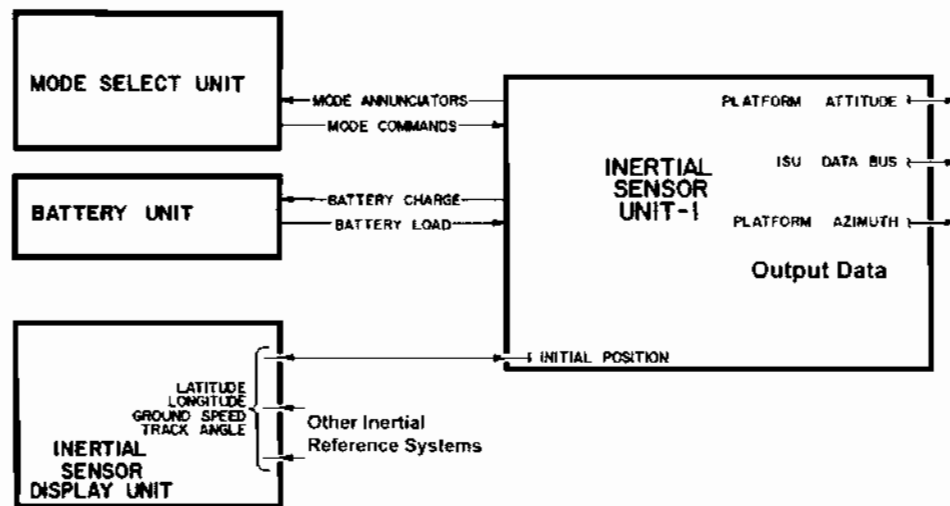 MODE SELECT UNIT
MODE ANNUNCIATORS
MODE COMMANDS
BATTERY UNIT
BATTERY CHARGE
BATTERY LOAD
INERTIAL
SENSOR
UNIT-1
PLATFORM ATTITUDE
ISU DATA BUS
PLATFORM AZIMUTH
Output Data
INITIAL POSITION
LATITUDE
LONGITUDE
GROUND SPEED
TRACK ANGLE
Other Inertial
Reference Systems
INERTIAL
SENSOR
DISPLAY UNIT